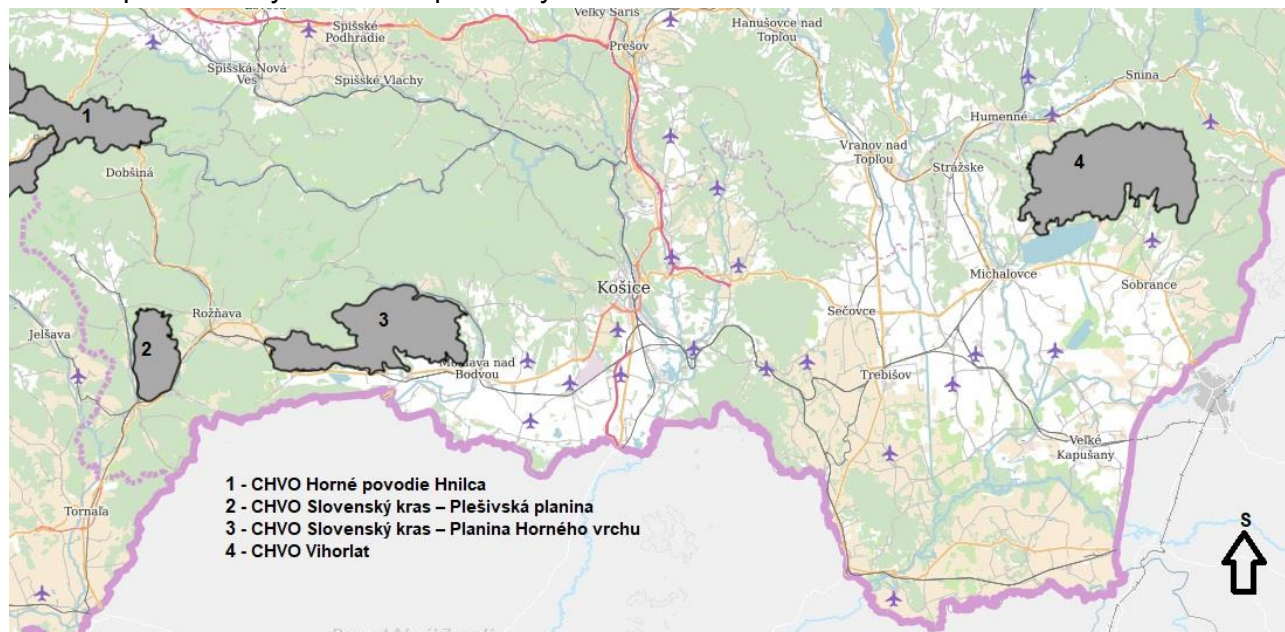 Veľký Šariš
Hanušovce nad
Topľou
Spišské
Podhradie
Prešov
Spišská Nová
Ves
Spišské Vlachy
Snina
Humenné
1
Vranov nad
Topľou
Strážske
4
Dobšiná
Michalovce
Sobrance
Košice
Rožňava
Sečovce
3
Jelšava
2
Moldava nad
Bodvou
Trebišov
Veľké
Kapušany
1 - CHVO Horné povodie Hnilca
2 - CHVO Slovenský kras – Plešivská planina
3 - CHVO Slovenský kras – Planina Horného vrchu
4 - CHVO Vihorlat
Tornaľa
S